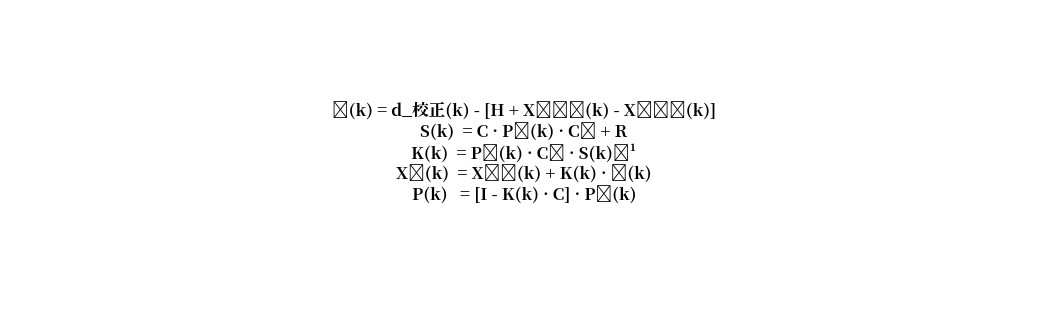 ☒(k) = d_校正(k) - [H + X☒☒☒(k) - X☒☒☒(k)]
S(k) = C · P☒(k) · C☒ + R
K(k) = P☒(k) · C☒ · S(k)☒¹
X☒(k) = X☒☒(k) + K(k) · ☒(k)
P(k) = [I - K(k) · C] · P☒(k)